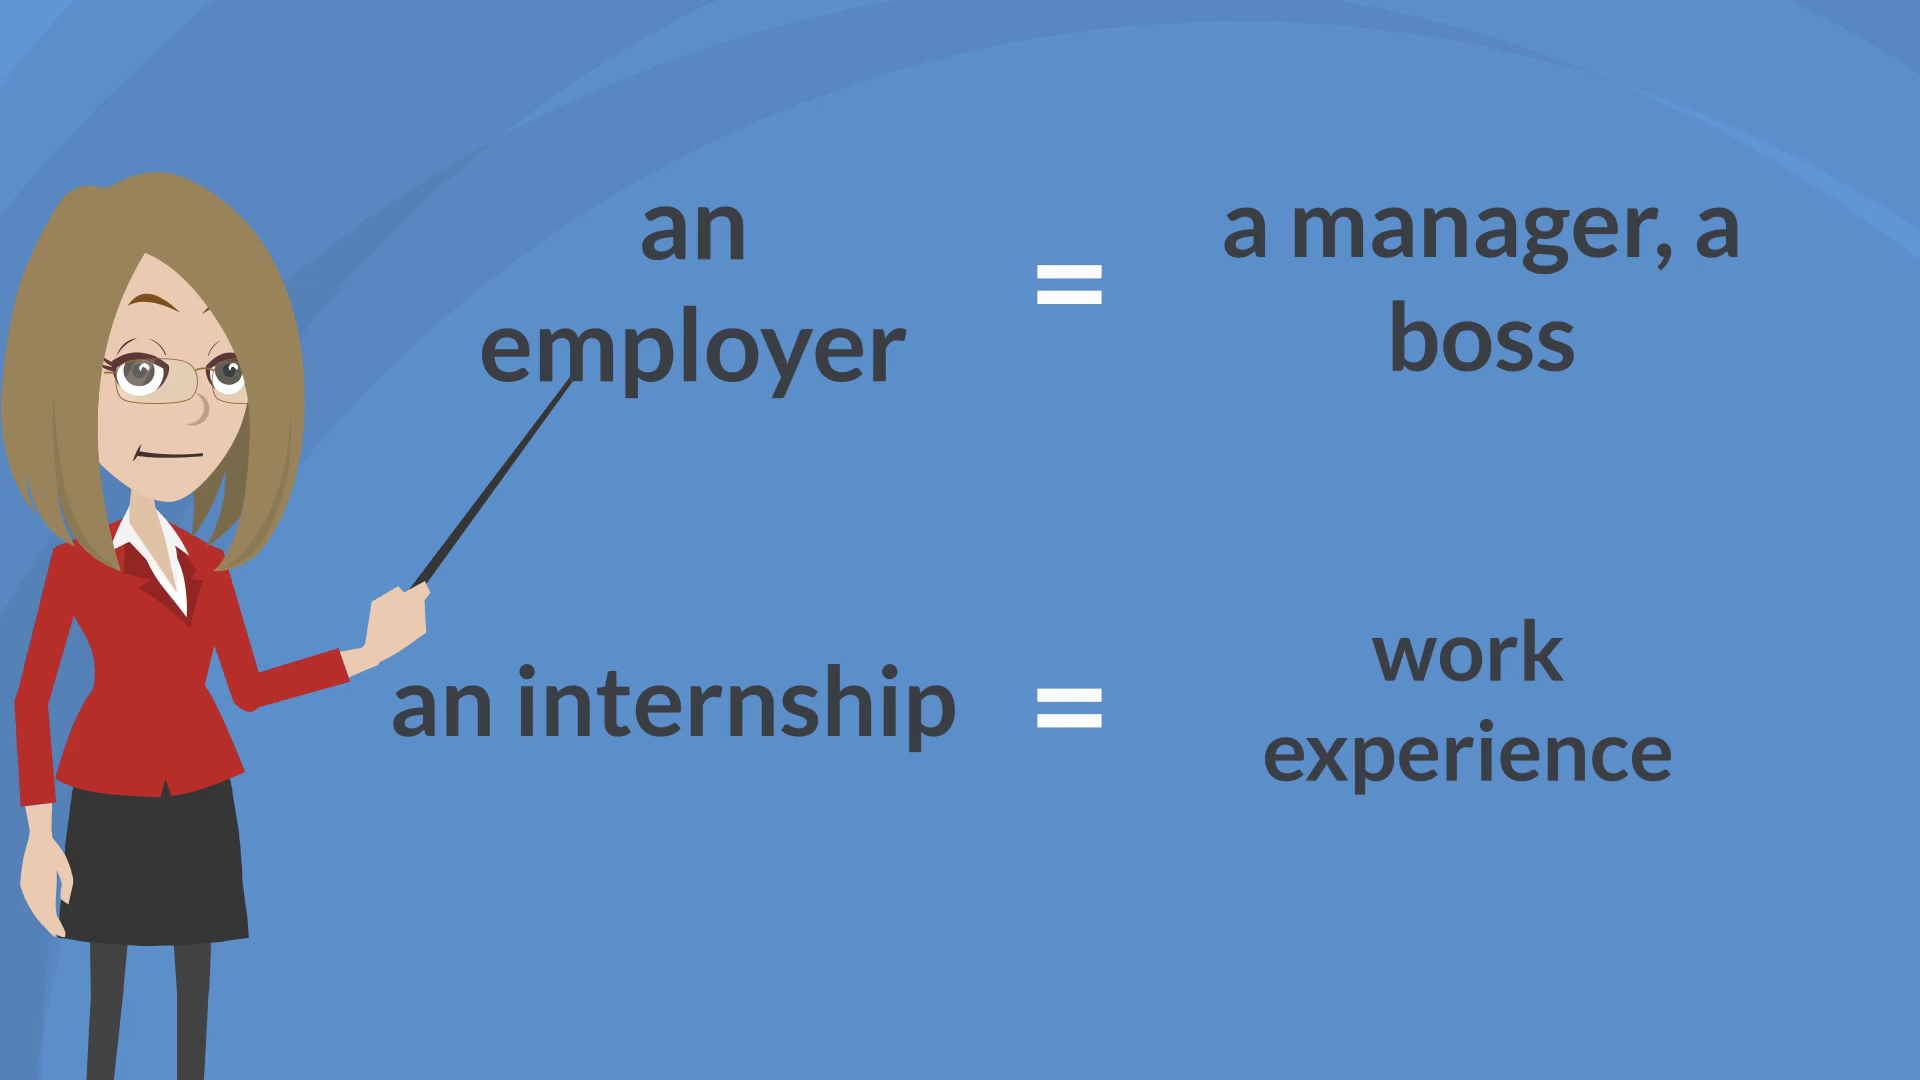 an
employer
=
a manager, a
boss
an internship
=
work
experience